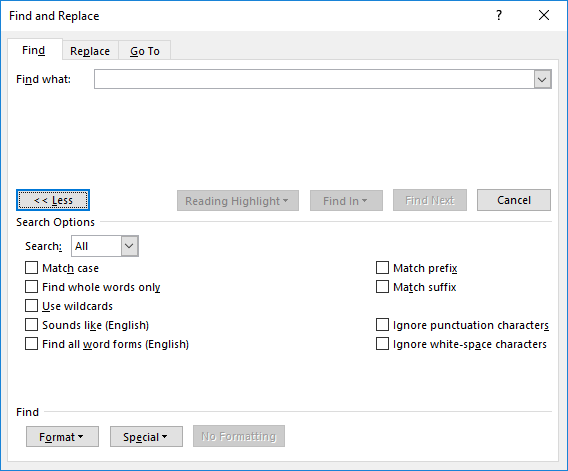 Find and Replace ?
Find Replace Go To
Find what:
<< Less Reading Highlight Find In Find Next Cancel
Search Options
Search: All
Match case Match prefix
Find whole words only Match suffix
Use wildcards
Sounds like (English) Ignore punctuation characters
Find all word forms (English) Ignore white-space characters
Find
Format Special No Formatting